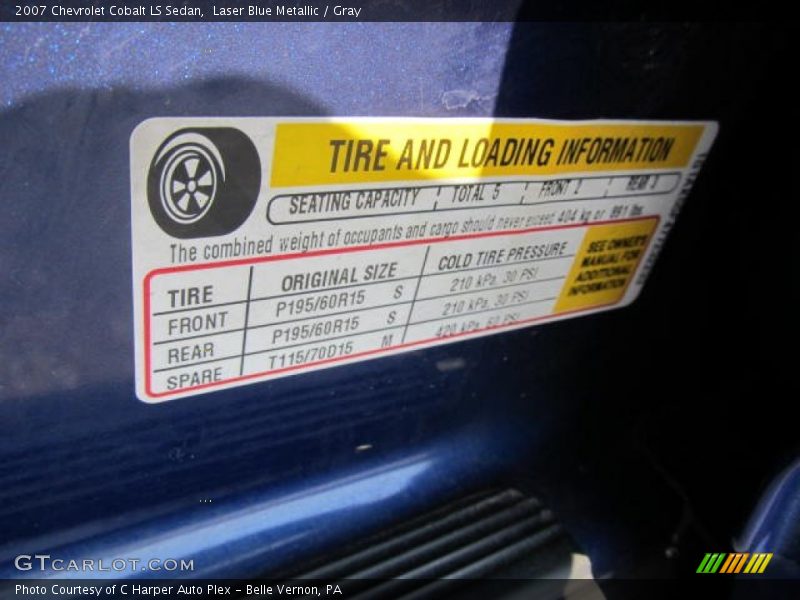 2007 Chevrolet Cobalt LS Sedan, Laser Blue Metallic / Gray
TIRE AND LOADING INFORMATION
SEATING CAPACITY TOTAL 5 FRONT 2 REAR 3
The combined weight of occupants and cargo should never exceed 404 kg or 891 lbs
TIRE ORIGINAL SIZE COLD TIRE PRESSURE
FRONT P195/60R15 S 210 kPa, 30 PSI
REAR P195/60R15 S 210 kPa, 30 PSI
SPARE T115/70D15 M 420 kPa, 60 PSI
SEE OWNER'S
MANUAL FOR
ADDITIONAL
INFORMATION
GTCARLOT.COM
Photo Courtesy of C Harper Auto Plex - Belle Vernon, PA